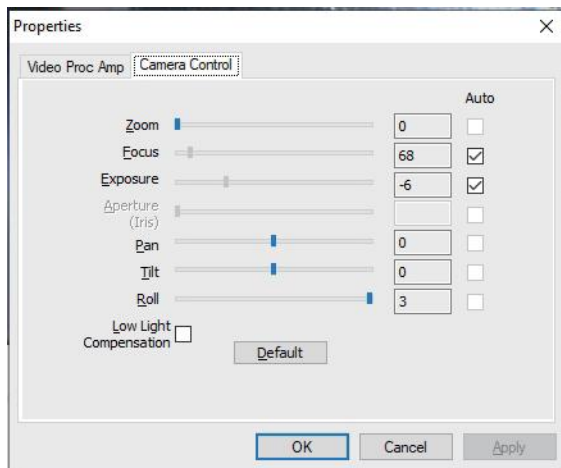 Properties
Video Proc Amp
Camera Control
Auto
Zoom 0
Focus 68
Exposure -6
Aperture
(Iris)
Pan 0
Tilt 0
Roll 3
Low Light
Compensation
Default
OK Cancel Apply